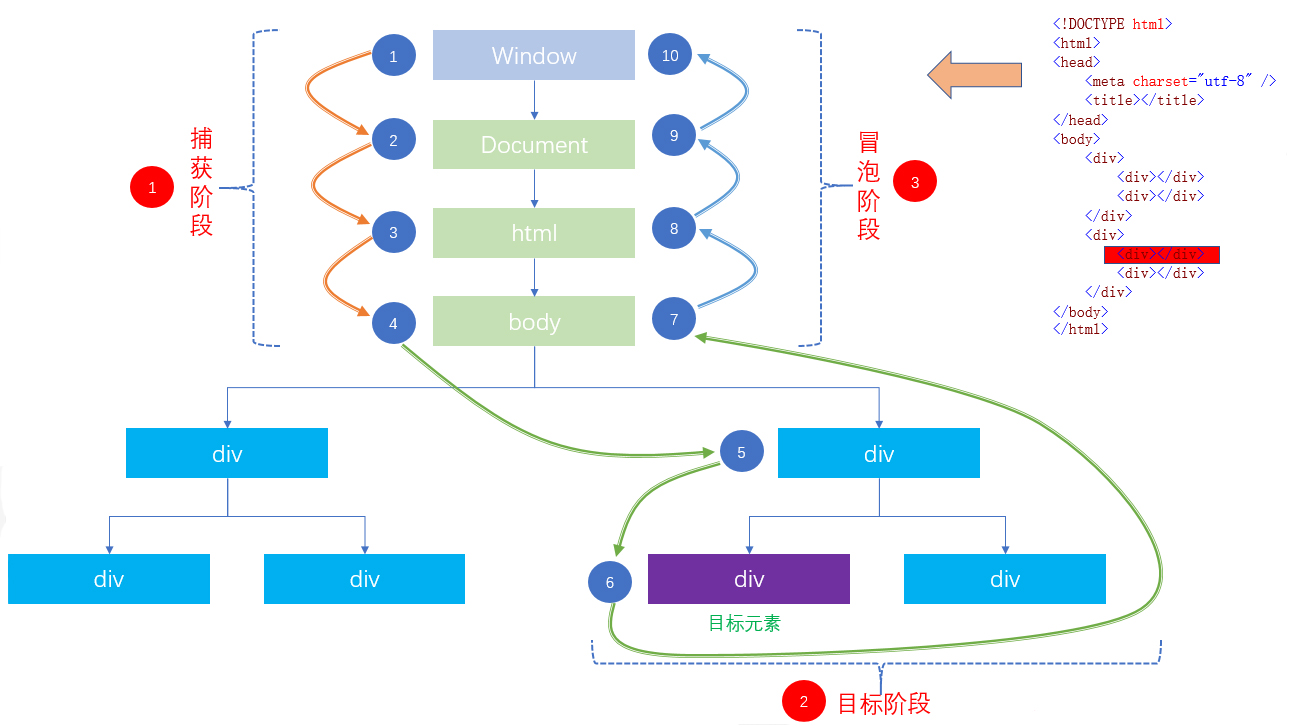 1
捕获阶段
1
Window
10
2
Document
9
3
html
8
4
body
7
冒泡阶段
3
<!DOCTYPE html>
<html>
<head>
<meta charset="utf-8" />
<title></title>
</head>
<body>
<div>
<div></div>
<div></div>
</div>
<div>
<div></div>
<div></div>
</div>
</body>
</html>
div
5
div
div
div
6
div
div
目标元素
2
目标阶段